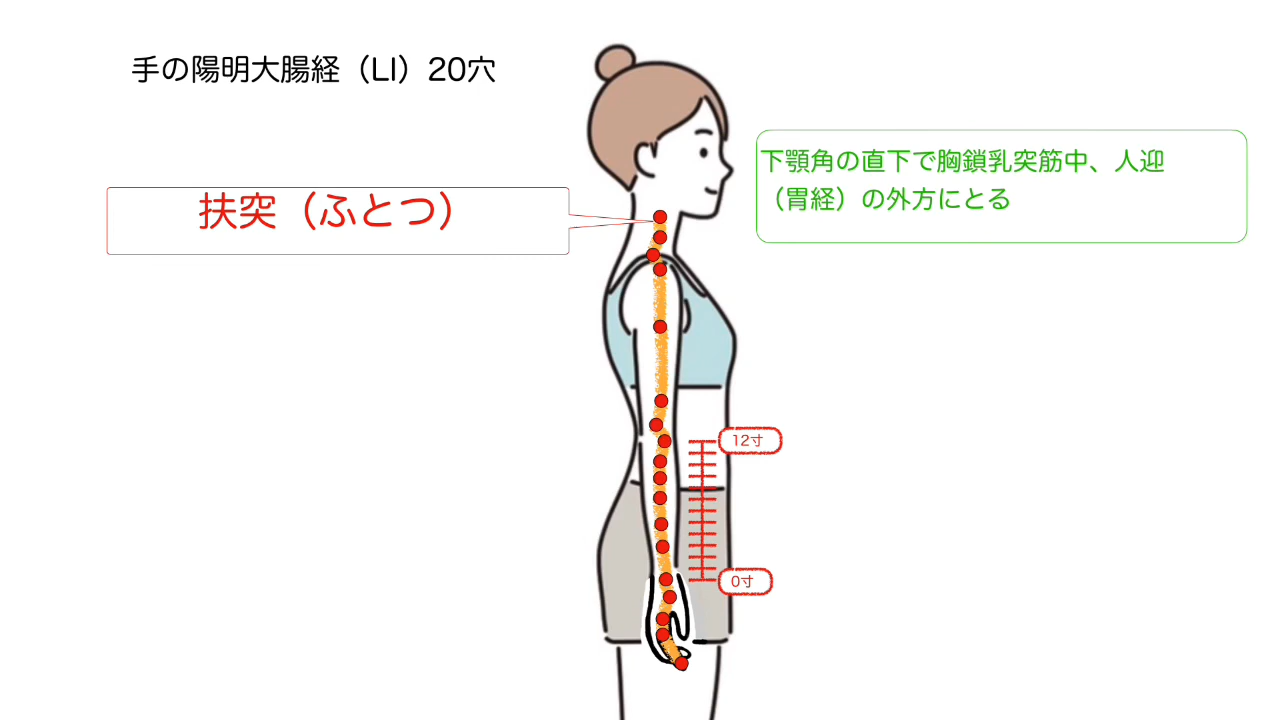 手の陽明大腸経（LI）20穴
扶突（ふとつ）
下顎角の直下で胸鎖乳突筋中、人迎
（胃経）の外方にとる
12寸
0寸